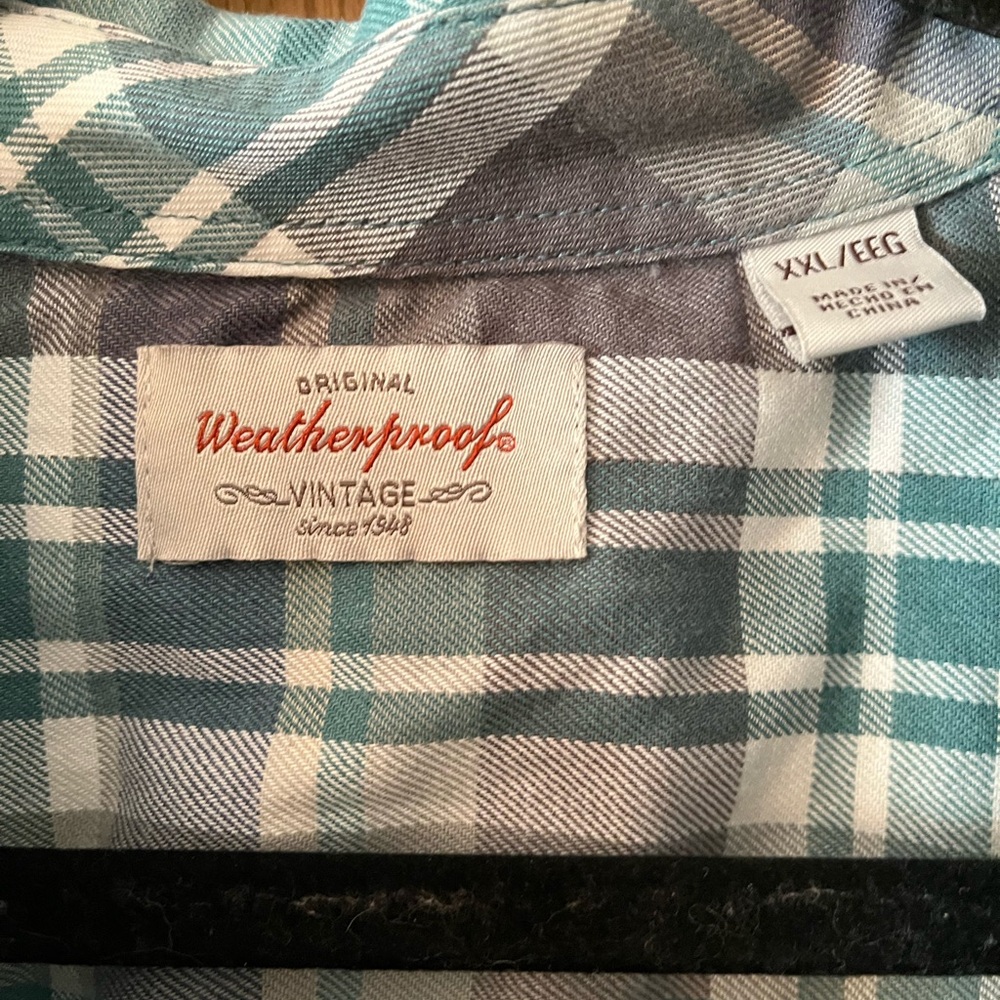 ORIGINAL
Weatherproof®
VINTAGE
since 1948
XXL/EEG
MADE IN/
HECHO EN
CHINA